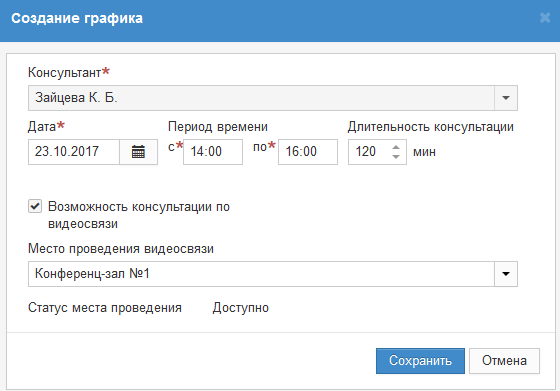 Создание графика
Консультант*
Зайцева К. Б.
Дата* Период времени Длительность консультации
23.10.2017 с* 14:00 по* 16:00 120 мин
Возможность консультации по
видеосвязи
Место проведения видеосвязи
Конференц-зал №1
Статус места проведения Доступно
Сохранить Отмена